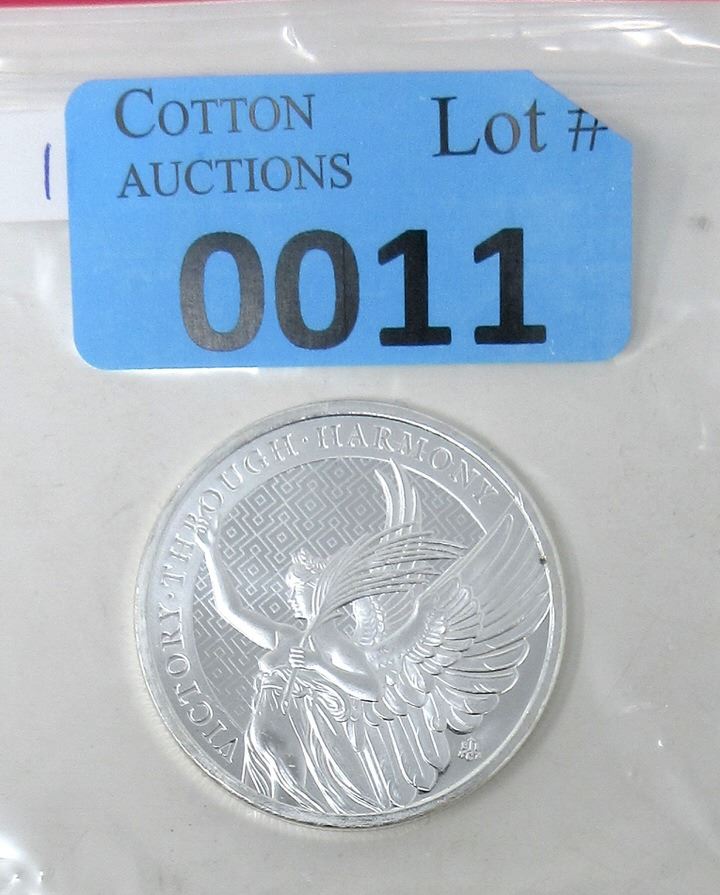 COTTON
AUCTIONS
Lot #
0011
VICTORY · THROUGH · HARMONY